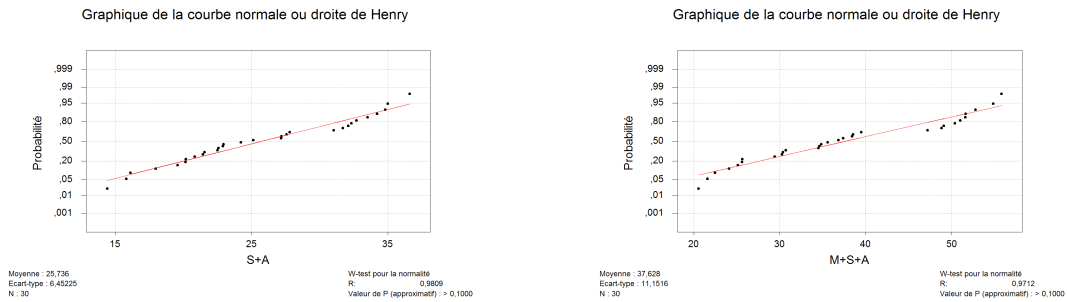 Graphique de la courbe normale ou droite de Henry
,999
,99
,95
,80
,50
,20
,05
,01
,001
Probabilité
15 25 35
S+A
Moyenne : 25,736
Ecart-type : 6,45225
N : 30
W-test pour la normalité
R: 0,9809
Valeur de P (approximatif) : > 0,1000
Graphique de la courbe normale ou droite de Henry
,999
,99
,95
,80
,50
,20
,05
,01
,001
Probabilité
20 30 40 50
M+S+A
Moyenne : 37,628
Ecart-type : 11,1516
N : 30
W-test pour la normalité
R: 0,9712
Valeur de P (approximatif) : > 0,1000